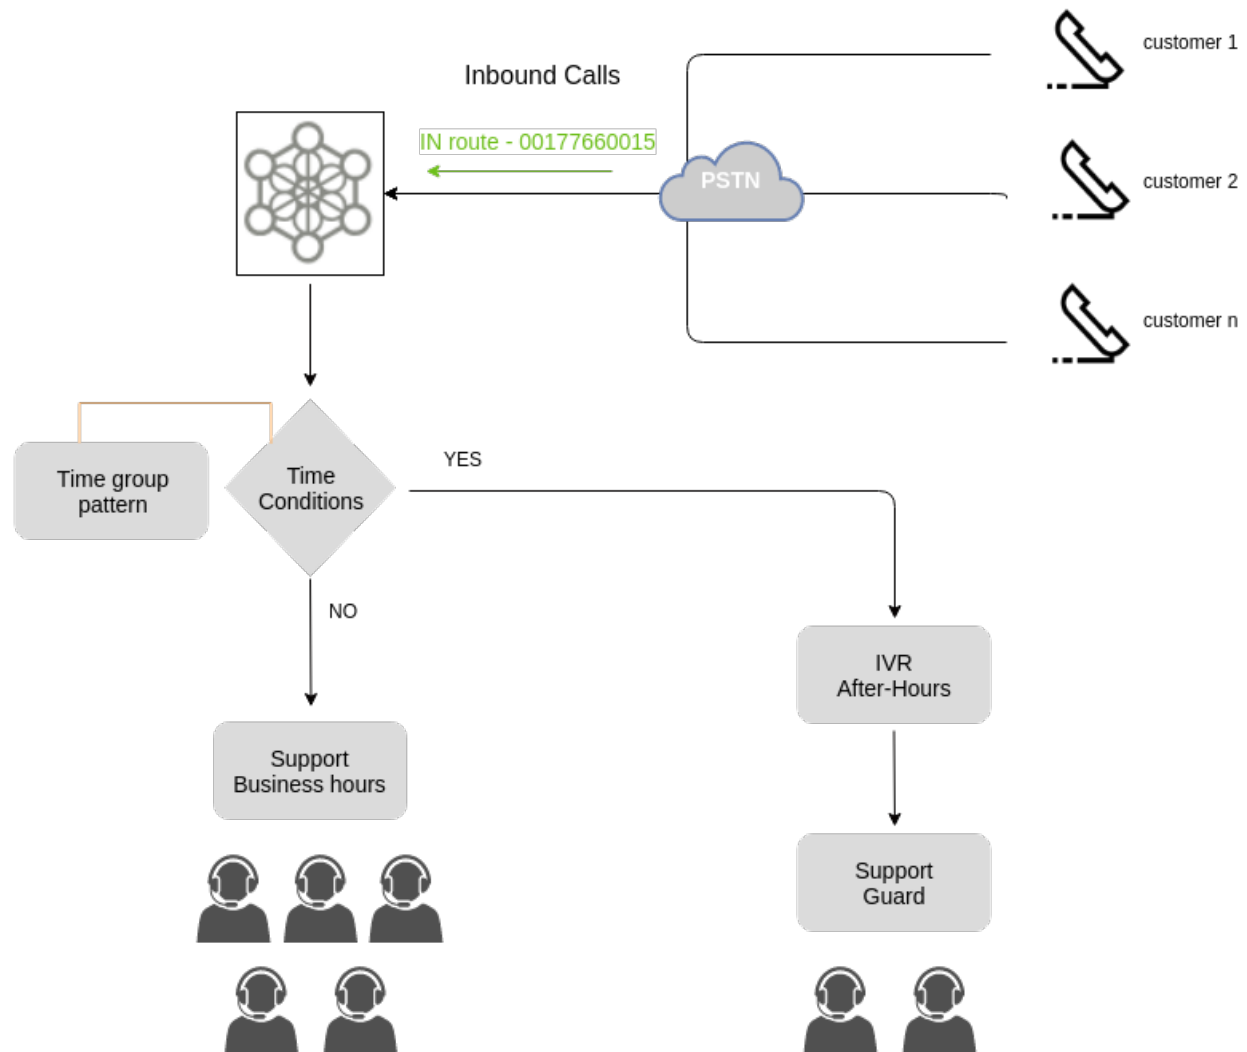 customer 1
Inbound Calls
IN route - 00177660015
PSTN
customer 2
customer n
Time group
pattern
Time
Conditions
YES
NO
IVR
After-Hours
Support
Business hours
Support
Guard